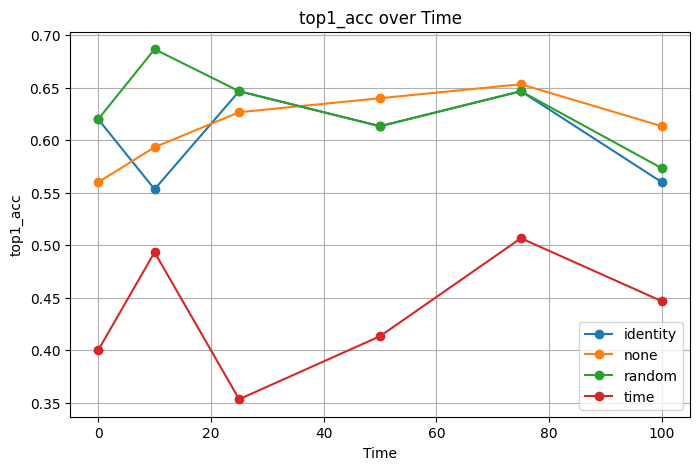 top1_acc over Time
top1_acc
0.70
0.65
0.60
0.55
0.50
0.45
0.40
0.35
0 20 40 60 80 100
Time
identity
none
random
time